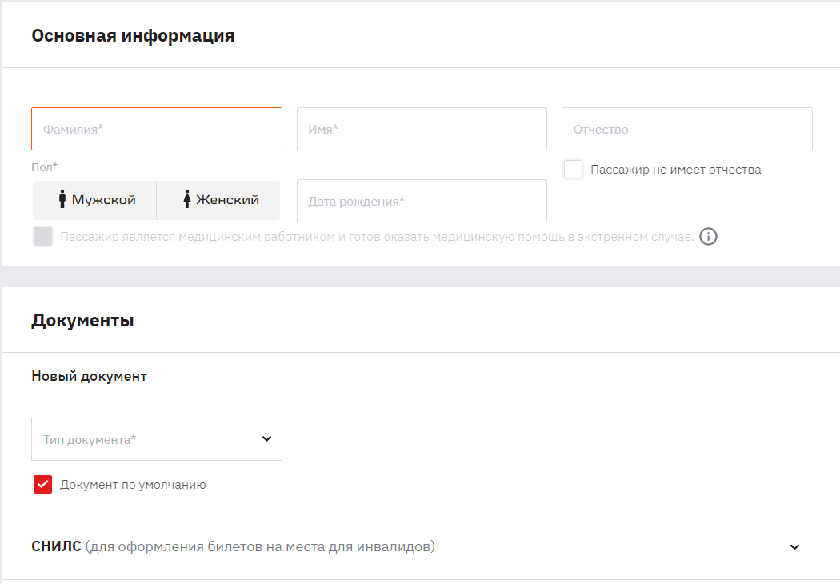 Основная информация
Фамилия* Имя* Отчество
Пол* Пассажир не имеет отчества
Мужской Женский Дата рождения*
Пассажир является медицинским работником и готов оказать медицинскую помощь в экстренном случае.
Документы
Новый документ
Тип документа*
Документ по умолчанию
СНИЛС (для оформления билетов на места для инвалидов)